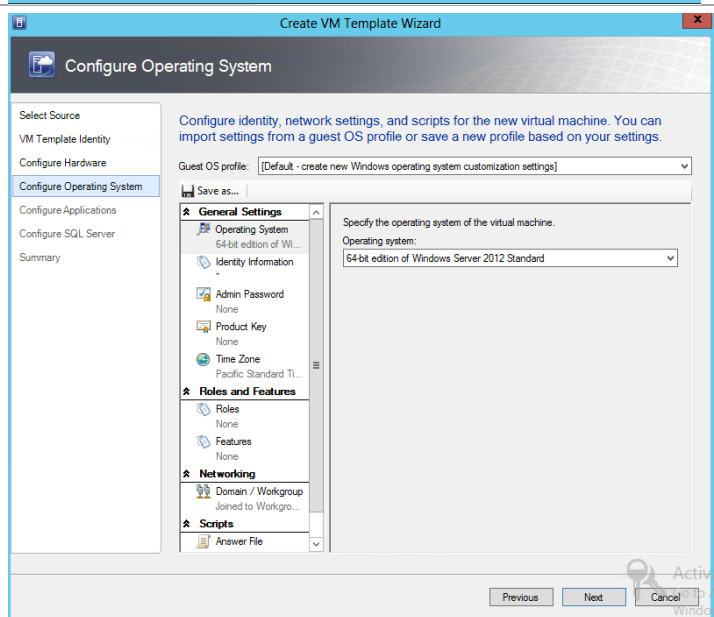 Create VM Template Wizard
X
Configure Operating System
Select Source
VM Template Identity
Configure Hardware
Configure Operating System
Configure Applications
Configure SQL Server
Summary
Configure identity, network settings, and scripts for the new virtual machine. You can
import settings from a guest OS profile or save a new profile based on your settings.
Guest OS profile: [Default - create new Windows operating system customization settings]
Save as...
General Settings
Operating System
64-bit edition of Wi...
Identity Information
-
Admin Password
None
Product Key
None
Time Zone
Pacific Standard Ti...
Roles and Features
Roles
None
Features
None
Networking
Domain / Workgroup
Joined to Workgro...
Scripts
Answer File
Specify the operating system of the virtual machine.
Operating system:
64-bit edition of Windows Server 2012 Standard
Previous
Next
Cancel
Activ
Windo